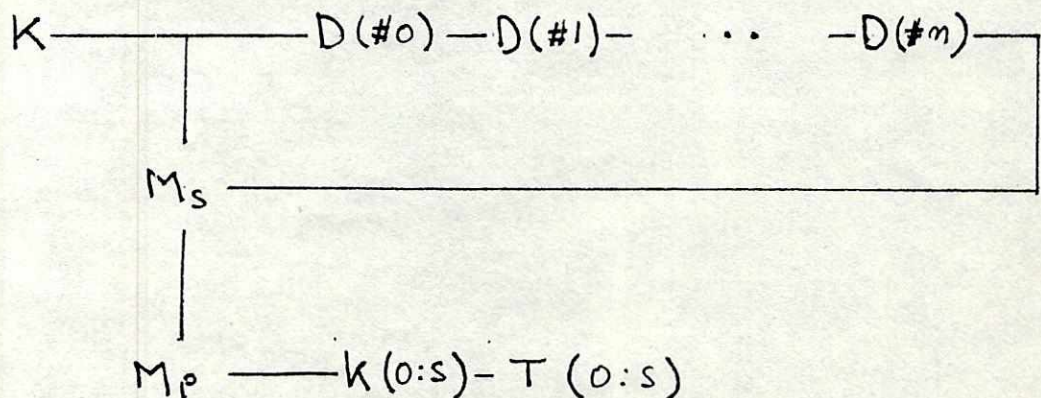 K D(#0) D(#1) ··· D(#n)
Ms
Mp K(0:s) - T(0:s)